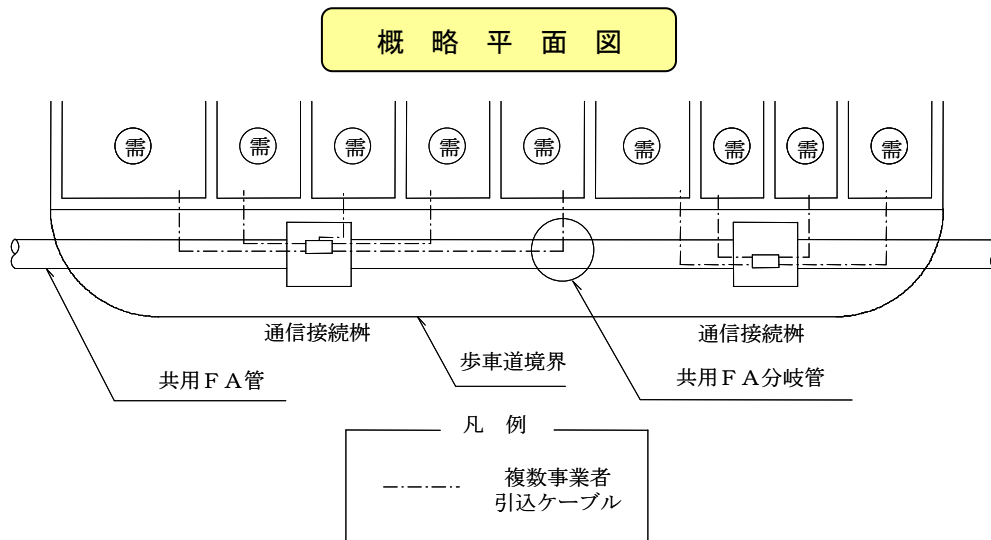 概略平面図
需 需 需 需 需 需 需 需 需
通信接続桝 通信接続桝
歩車道境界
共用ＦＡ管 共用ＦＡ分岐管
凡 例
複数事業者
引込ケーブル